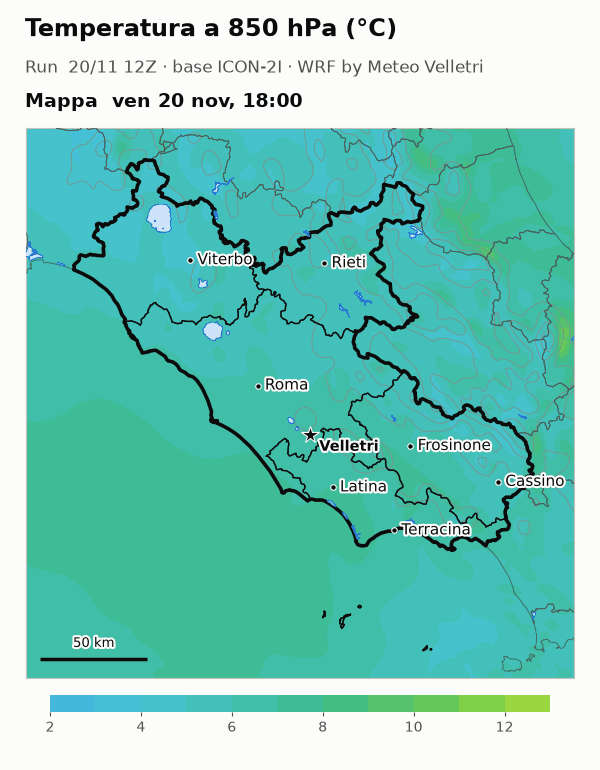 Temperatura a 850 hPa (°C)
Run  20/11 12Z · base ICON-2I · WRF by Meteo Velletri
Mappa  ven 20 nov, 18:00
Viterbo
Rieti
Roma
Velletri
Frosinone
Cassino
Latina
Terracina
50 km
2 4 6 8 10 12